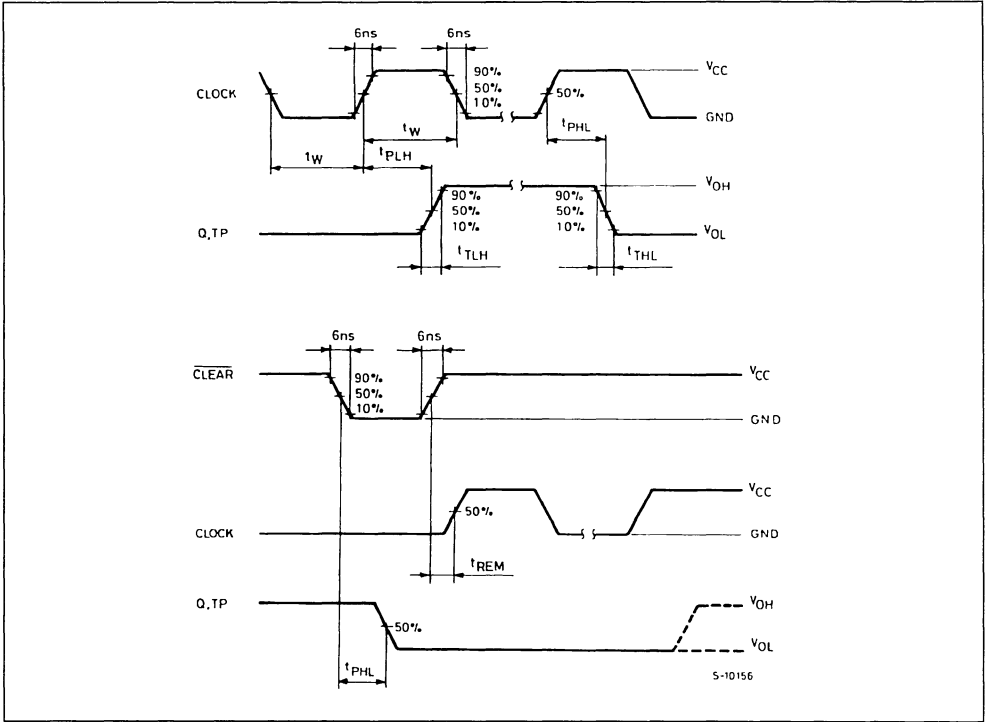 6ns 6ns
90%
50%
10%
CLOCK
50%
VCC
GND
tW
tPHL
tW
tPLH
VOH
90%
50%
10%
90%
50%
10%
Q,TP
VOL
tTLH
tTHL
6ns 6ns
CLEAR
90%
50%
10%
VCC
GND
VCC
50%
CLOCK
GND
tREM
Q,TP
VOH
50%
VOL
tPHL
S-10156